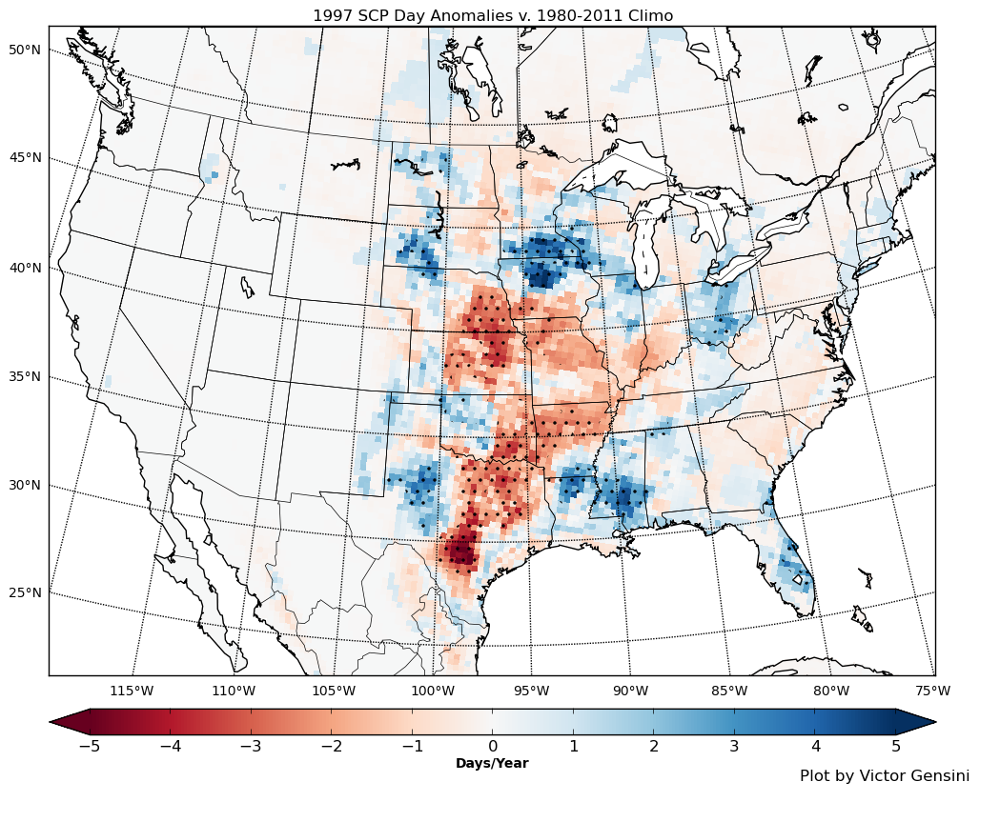 1997 SCP Day Anomalies v. 1980-2011 Climo
50°N
45°N
40°N
35°N
30°N
25°N
115°W 110°W 105°W 100°W 95°W 90°W 85°W 80°W 75°W
−5 −4 −3 −2 −1 0 1 2 3 4 5
Days/Year
Plot by Victor Gensini